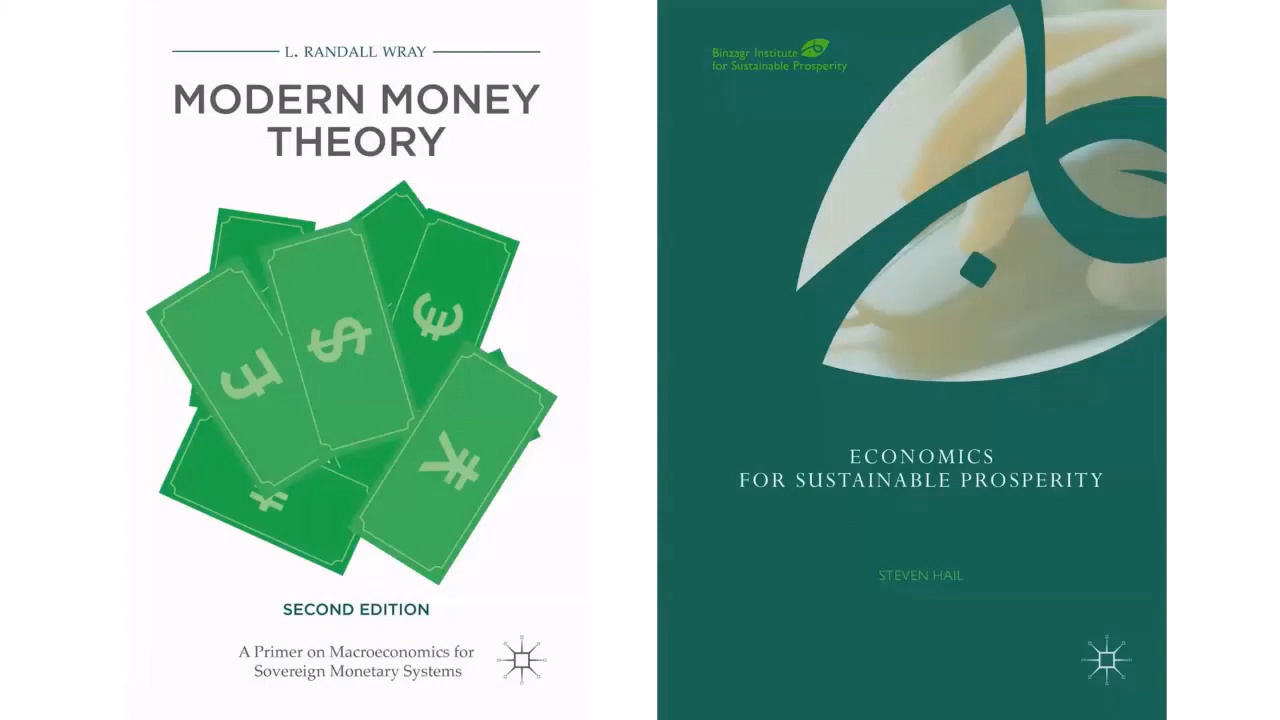 L. RANDALL WRAY
MODERN MONEY
THEORY
£
$
€
¥
¥
SECOND EDITION
A Primer on Macroeconomics for
Sovereign Monetary Systems
Binzagr Institute
for Sustainable Prosperity
ECONOMICS
FOR SUSTAINABLE PROSPERITY
STEVEN HAIL